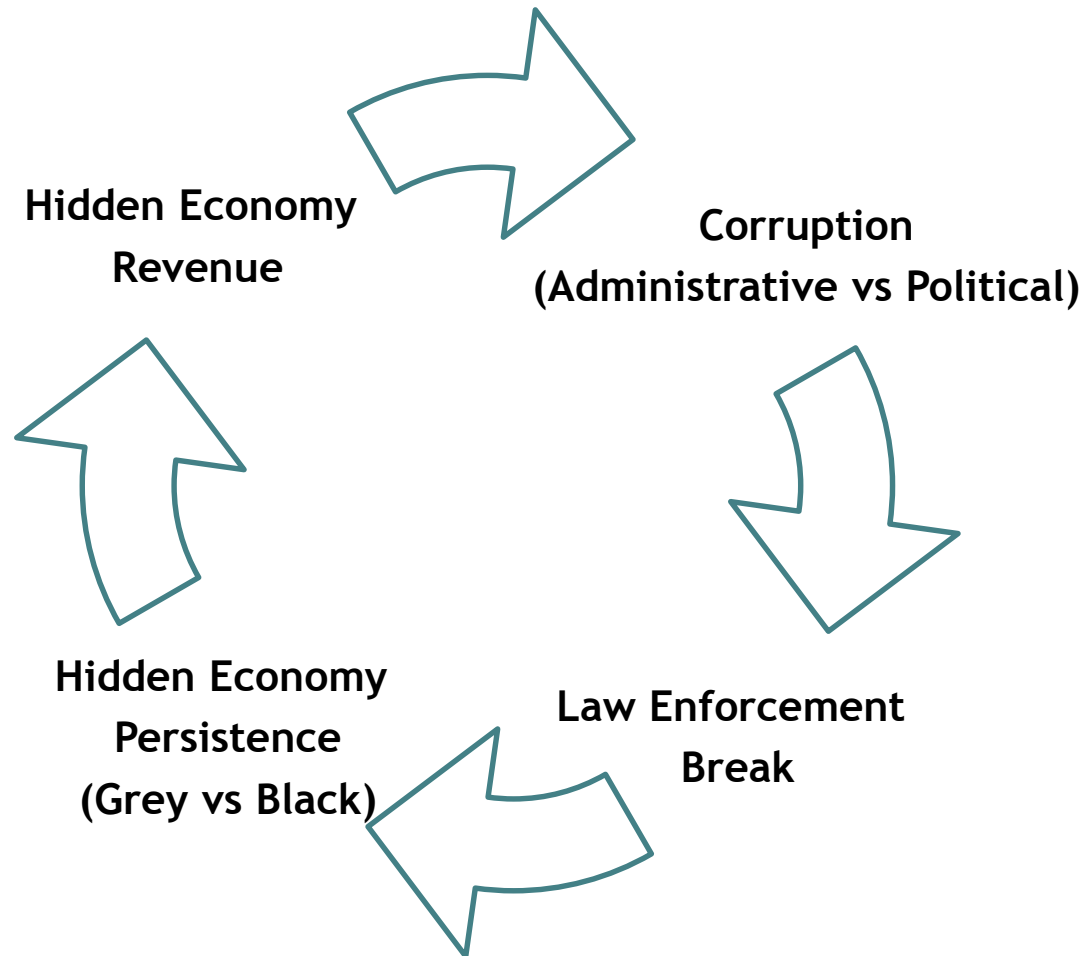 Hidden Economy
Revenue
Corruption
(Administrative vs Political)
Law Enforcement
Break
Hidden Economy
Persistence
(Grey vs Black)